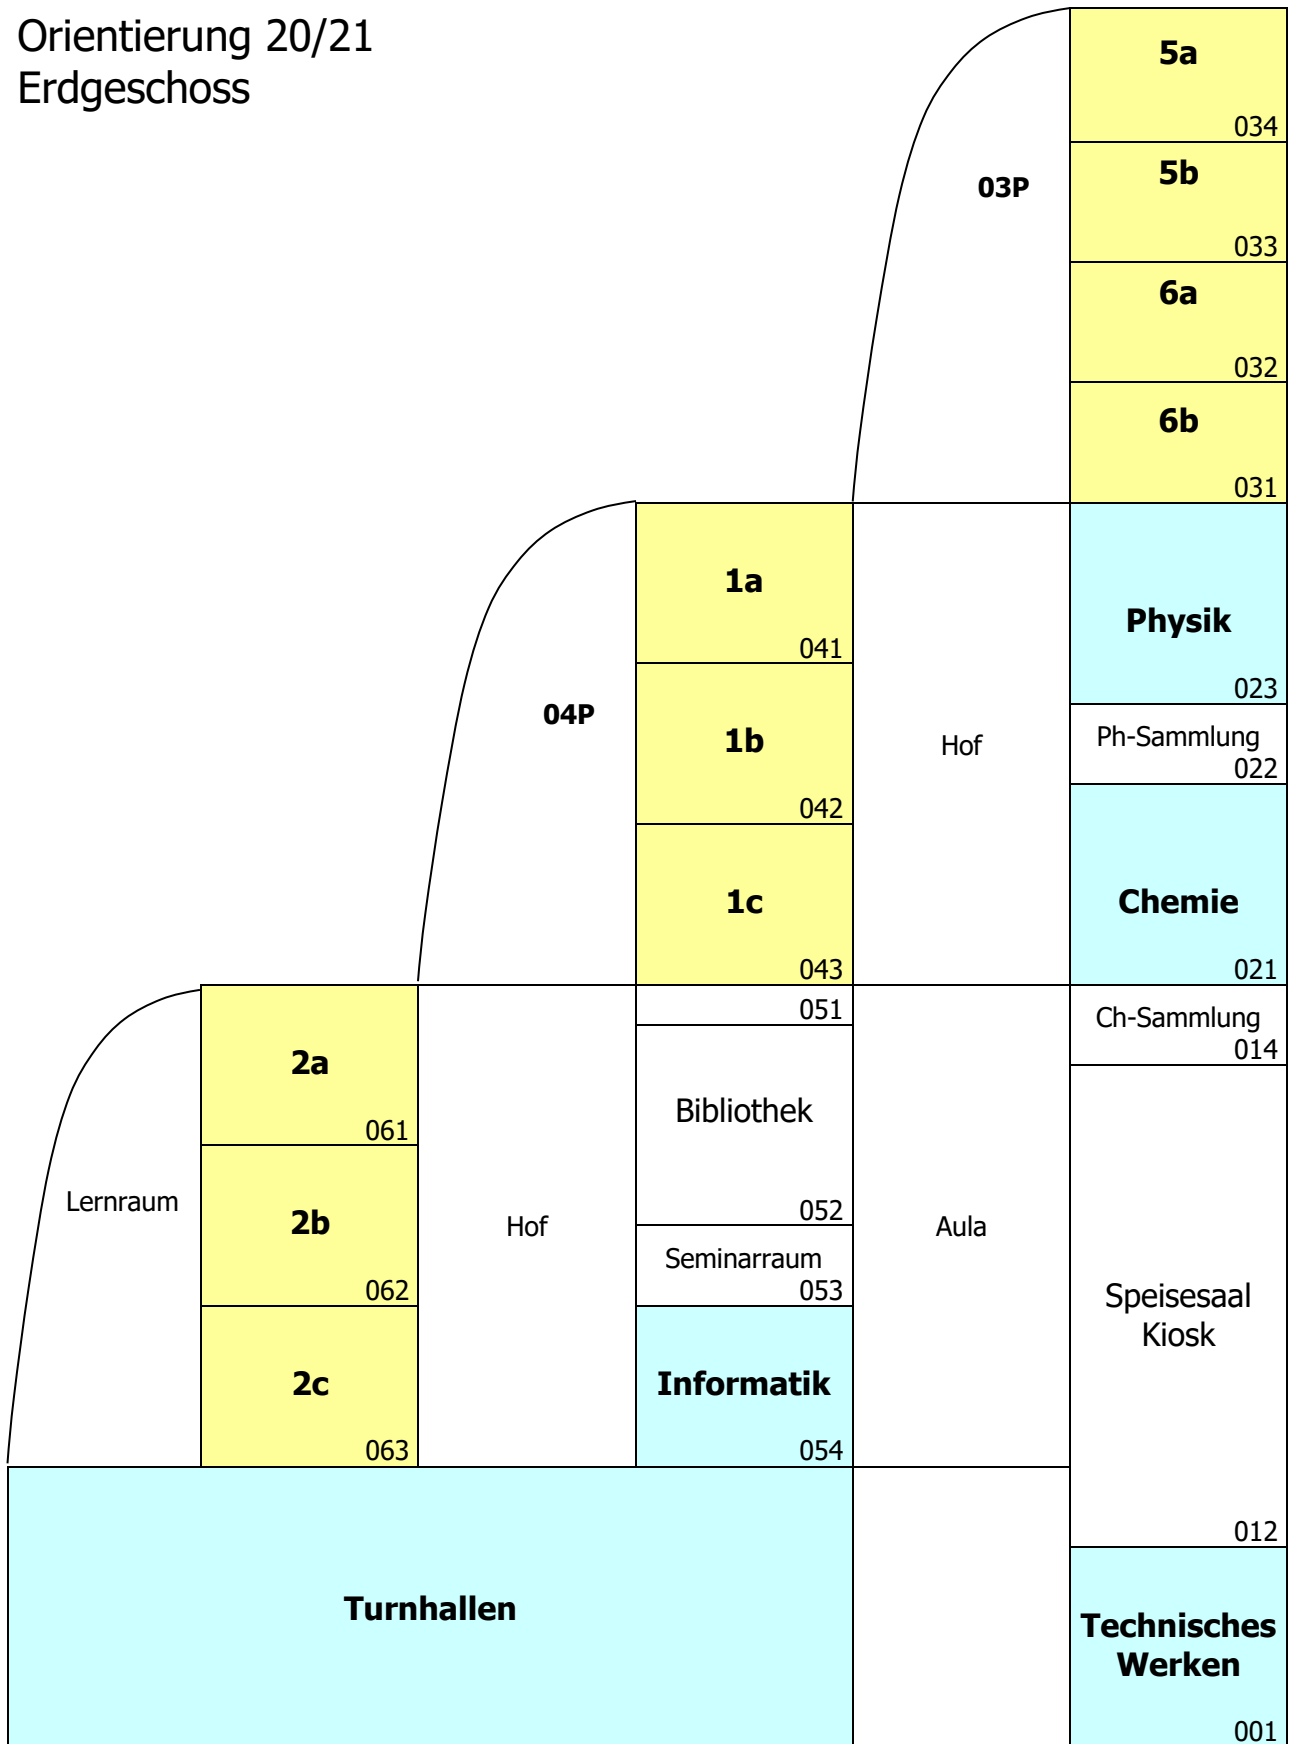 Orientierung 20/21
Erdgeschoss
5a
034
5b
033
03P
6a
032
6b
031
1a
041
Physik
023
04P
1b
042
Hof
Ph-Sammlung
022
1c
043
Chemie
021
051
Ch-Sammlung
014
2a
061
Bibliothek
052
Lernraum
2b
062
Hof
Aula
Seminarraum
053
Speisesaal
Kiosk
012
2c
063
Informatik
054
Turnhallen
Technisches
Werken
001